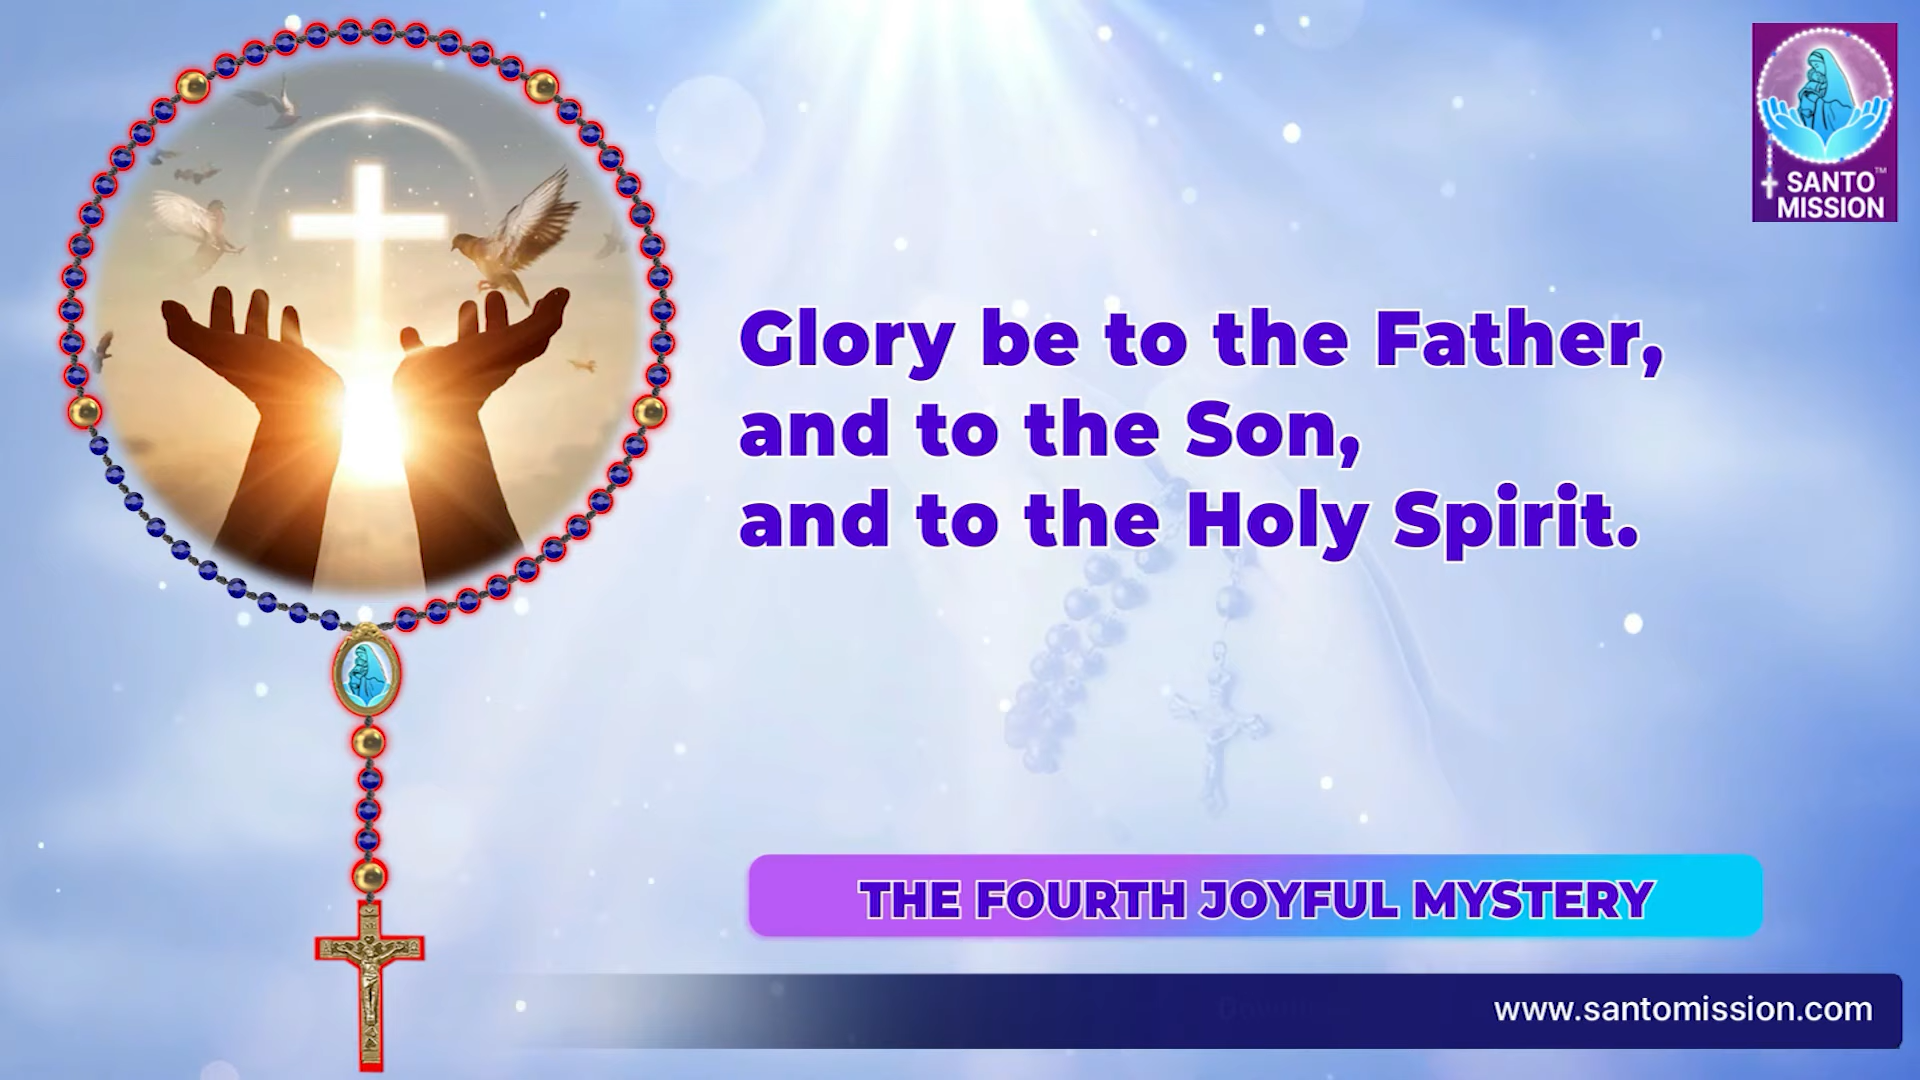 SANTO™
MISSION
Glory be to the Father,
and to the Son,
and to the Holy Spirit.
THE FOURTH JOYFUL MYSTERY
www.santomission.com